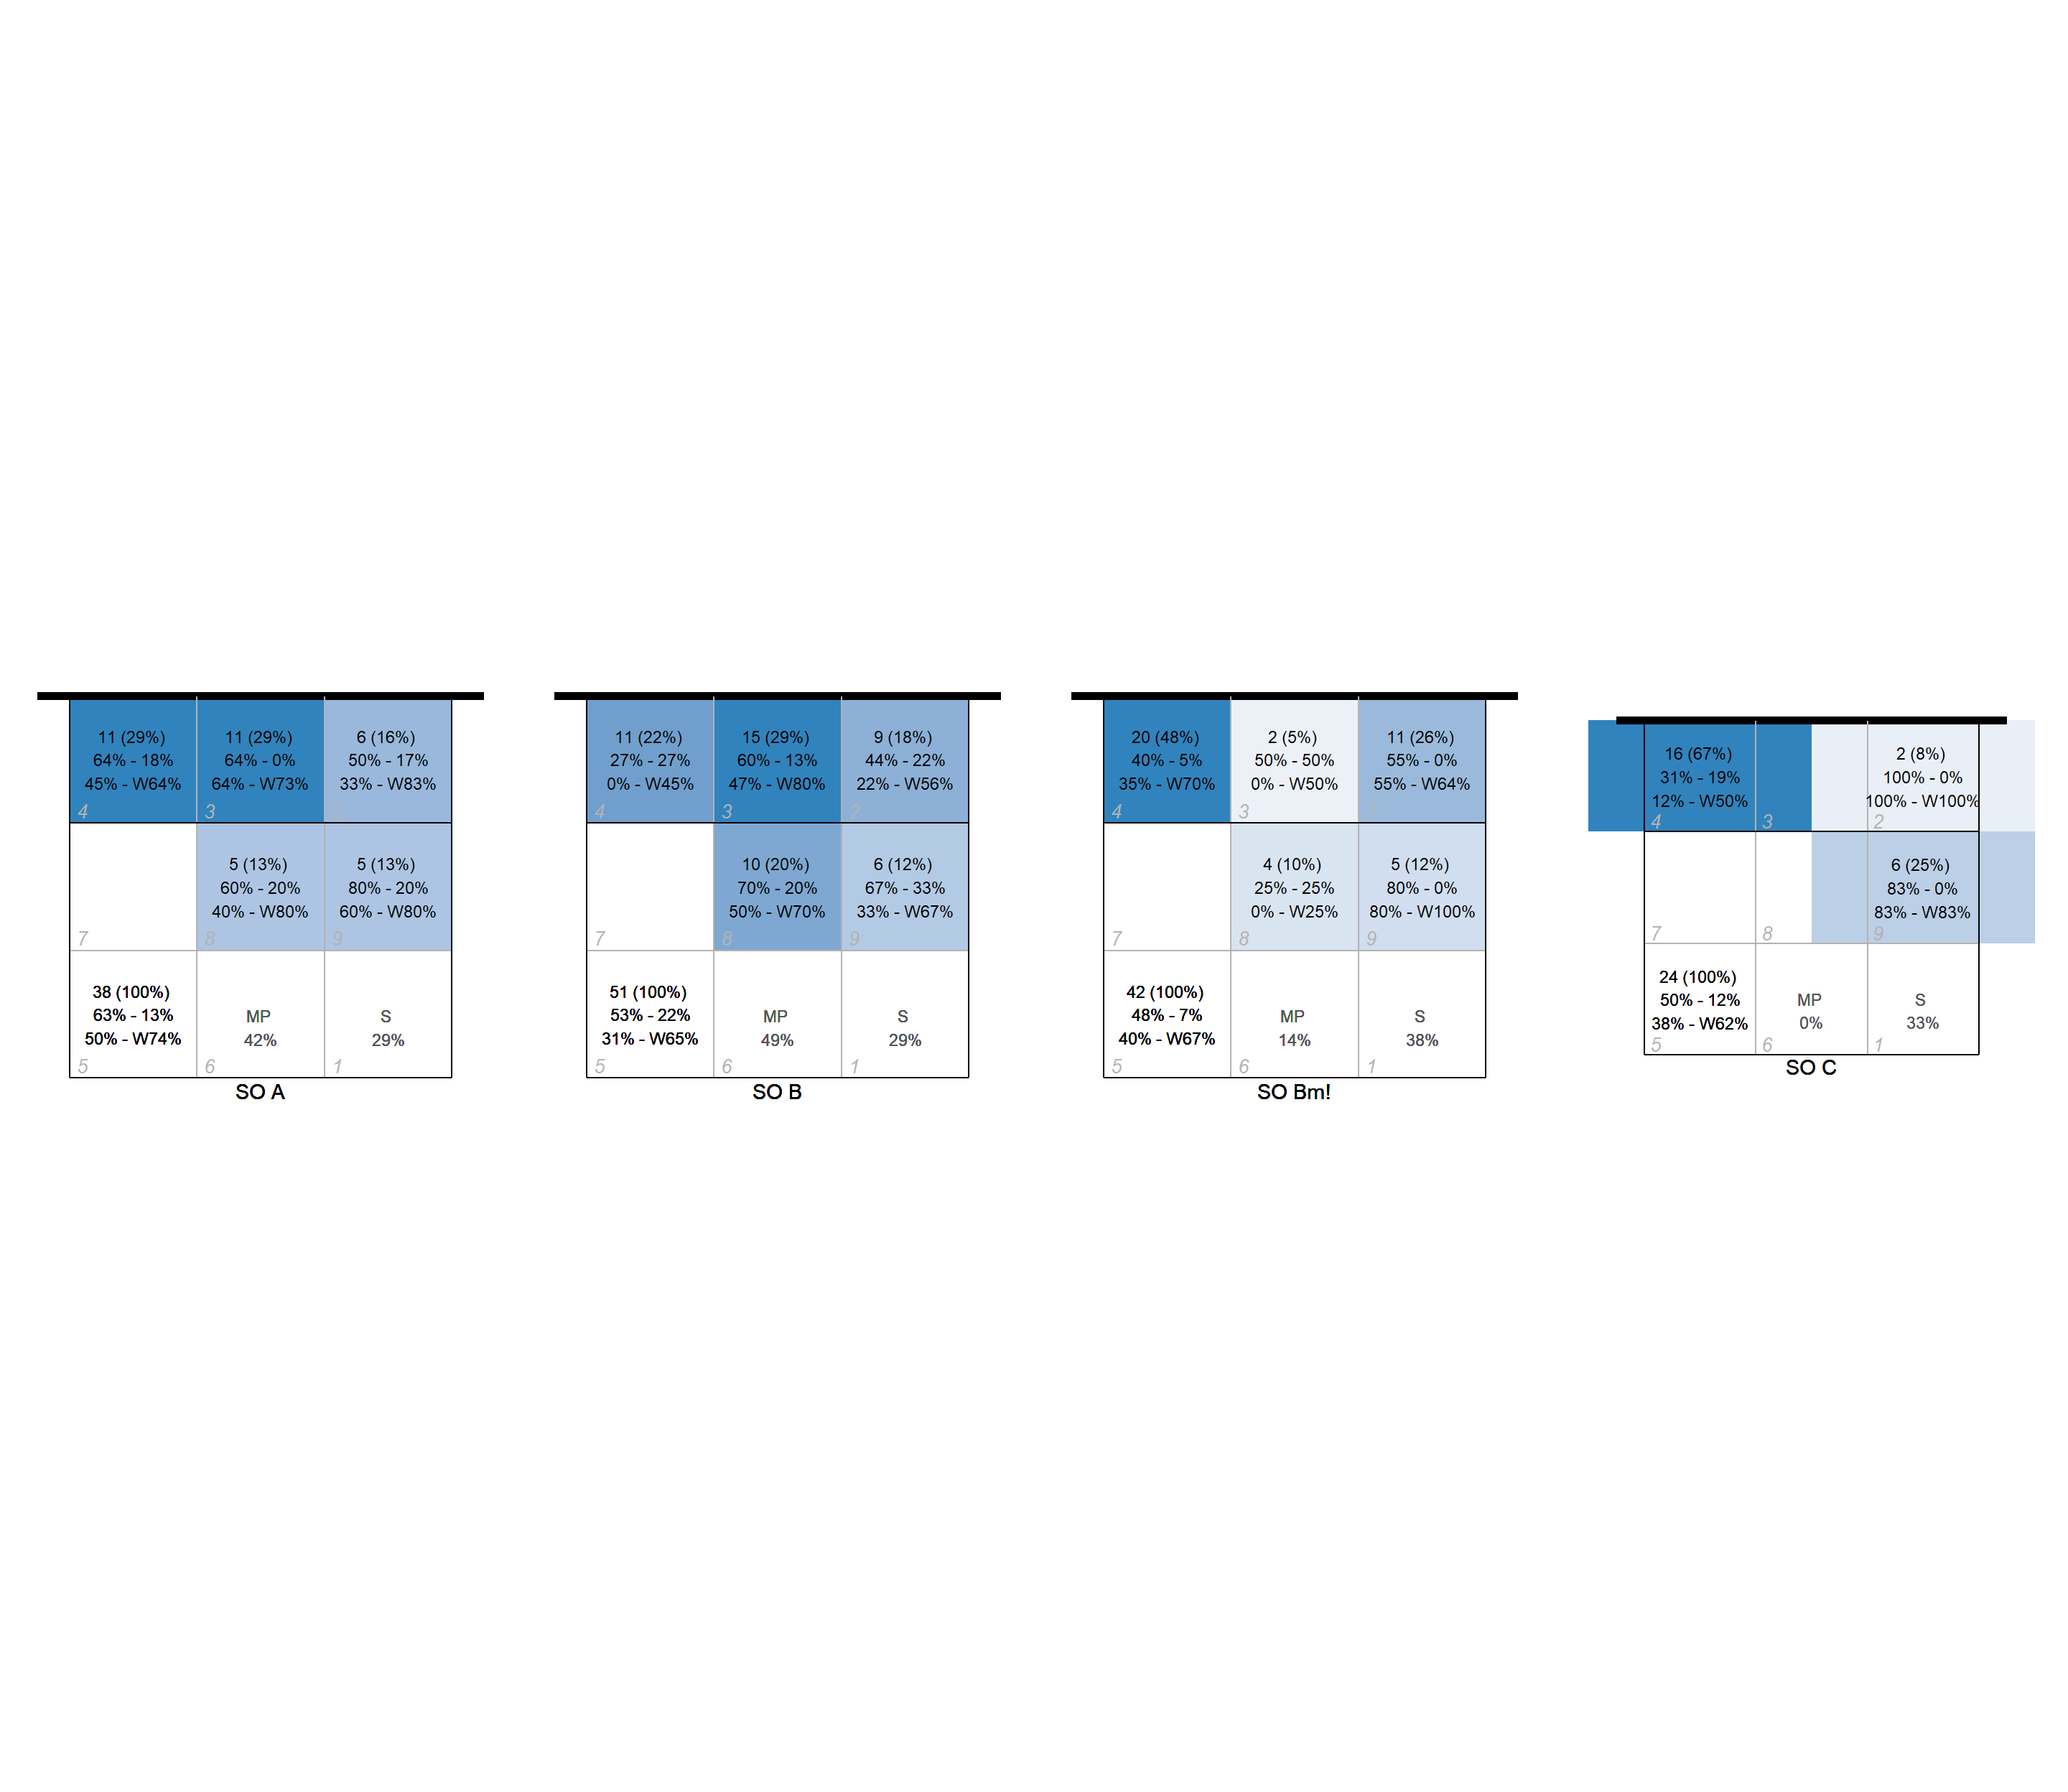 11 (29%)
64% - 18%
45% - W64%
4
11 (29%)
64% - 0%
64% - W73%
3
6 (16%)
50% - 17%
33% - W83%
7
5 (13%)
60% - 20%
40% - W80%
8
5 (13%)
80% - 20%
60% - W80%
9
38 (100%)
63% - 13%
50% - W74%
5
MP
42%
6
S
29%
1
SO A
11 (22%)
27% - 27%
0% - W45%
4
15 (29%)
60% - 13%
47% - W80%
3
9 (18%)
44% - 22%
22% - W56%
2
7
10 (20%)
70% - 20%
50% - W70%
8
6 (12%)
67% - 33%
33% - W67%
9
51 (100%)
53% - 22%
31% - W65%
5
MP
49%
6
S
29%
1
SO B
20 (48%)
40% - 5%
35% - W70%
4
2 (5%)
50% - 50%
0% - W50%
3
11 (26%)
55% - 0%
55% - W64%
7
4 (10%)
25% - 25%
0% - W25%
8
5 (12%)
80% - 0%
80% - W100%
9
42 (100%)
48% - 7%
40% - W67%
5
MP
14%
6
S
38%
1
SO Bm!
16 (67%)
31% - 19%
12% - W50%
4
3
2 (8%)
100% - 0%
100% - W100%
2
7
8
6 (25%)
83% - 0%
83% - W83%
9
24 (100%)
50% - 12%
38% - W62%
5
MP
0%
6
S
33%
1
SO C